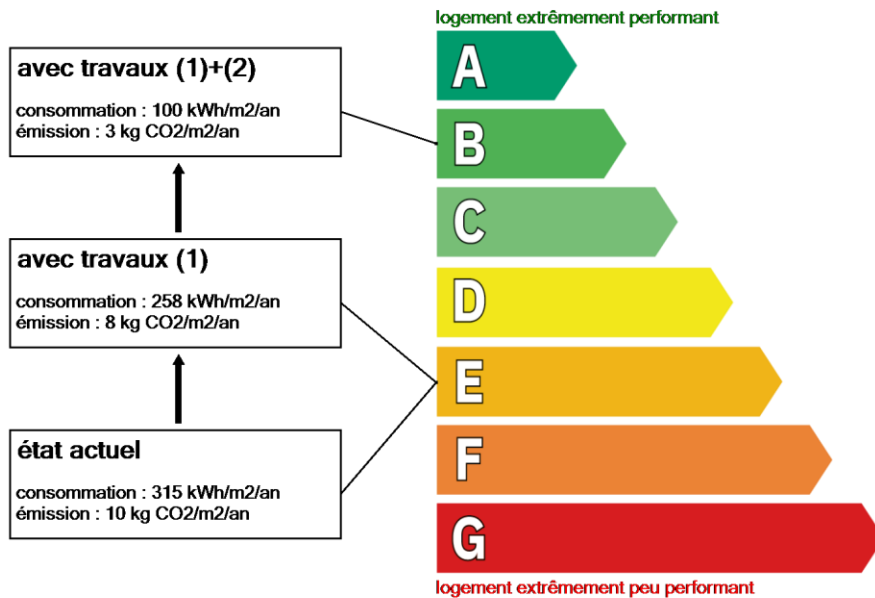 logement extrêmement performant
avec travaux (1)+(2)
consommation : 100 kWh/m2/an
émission : 3 kg CO2/m2/an
avec travaux (1)
consommation : 258 kWh/m2/an
émission : 8 kg CO2/m2/an
état actuel
consommation : 315 kWh/m2/an
émission : 10 kg CO2/m2/an
A
B
C
D
E
F
G
logement extrêmement peu performant